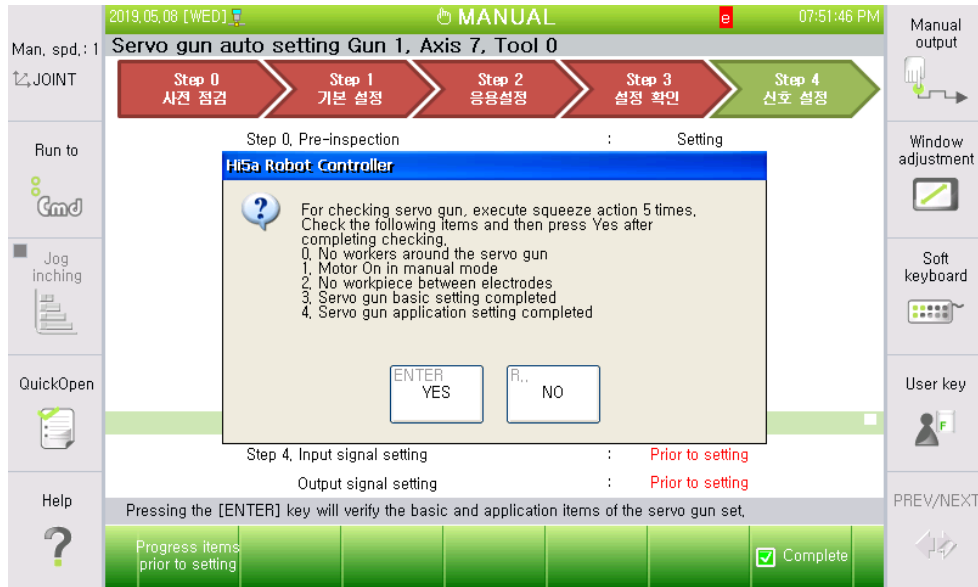 2019,05,08 [WED]
MANUAL
e
07:51:46 PM
Man, spd,: 1
Servo gun auto setting Gun 1, Axis 7, Tool 0
Manual
output
JOINT
Step 0
사전 점검
Step 1
기본 설정
Step 2
응용설정
Step 3
설정 확인
Step 4
신호 설정
Step 0, Pre-inspection : Setting
Run to
Cmd
Window
adjustment
Hi5a Robot Controller
For checking servo gun, execute squeeze action 5 times,
Check the following items and then press Yes after
completing checking,
0, No workers around the servo gun
1, Motor On in manual mode
2, No workpiece between electrodes
3, Servo gun basic setting completed
4, Servo gun application setting completed
Jog
inching
Soft
keyboard
ENTER
YES
R,,
NO
QuickOpen
User key
F
Step 4, Input signal setting : Prior to setting
Output signal setting : Prior to setting
Help
?
Pressing the [ENTER] key will verify the basic and application items of the servo gun set,
PREV/NEXT
Progress items
prior to setting
Complete